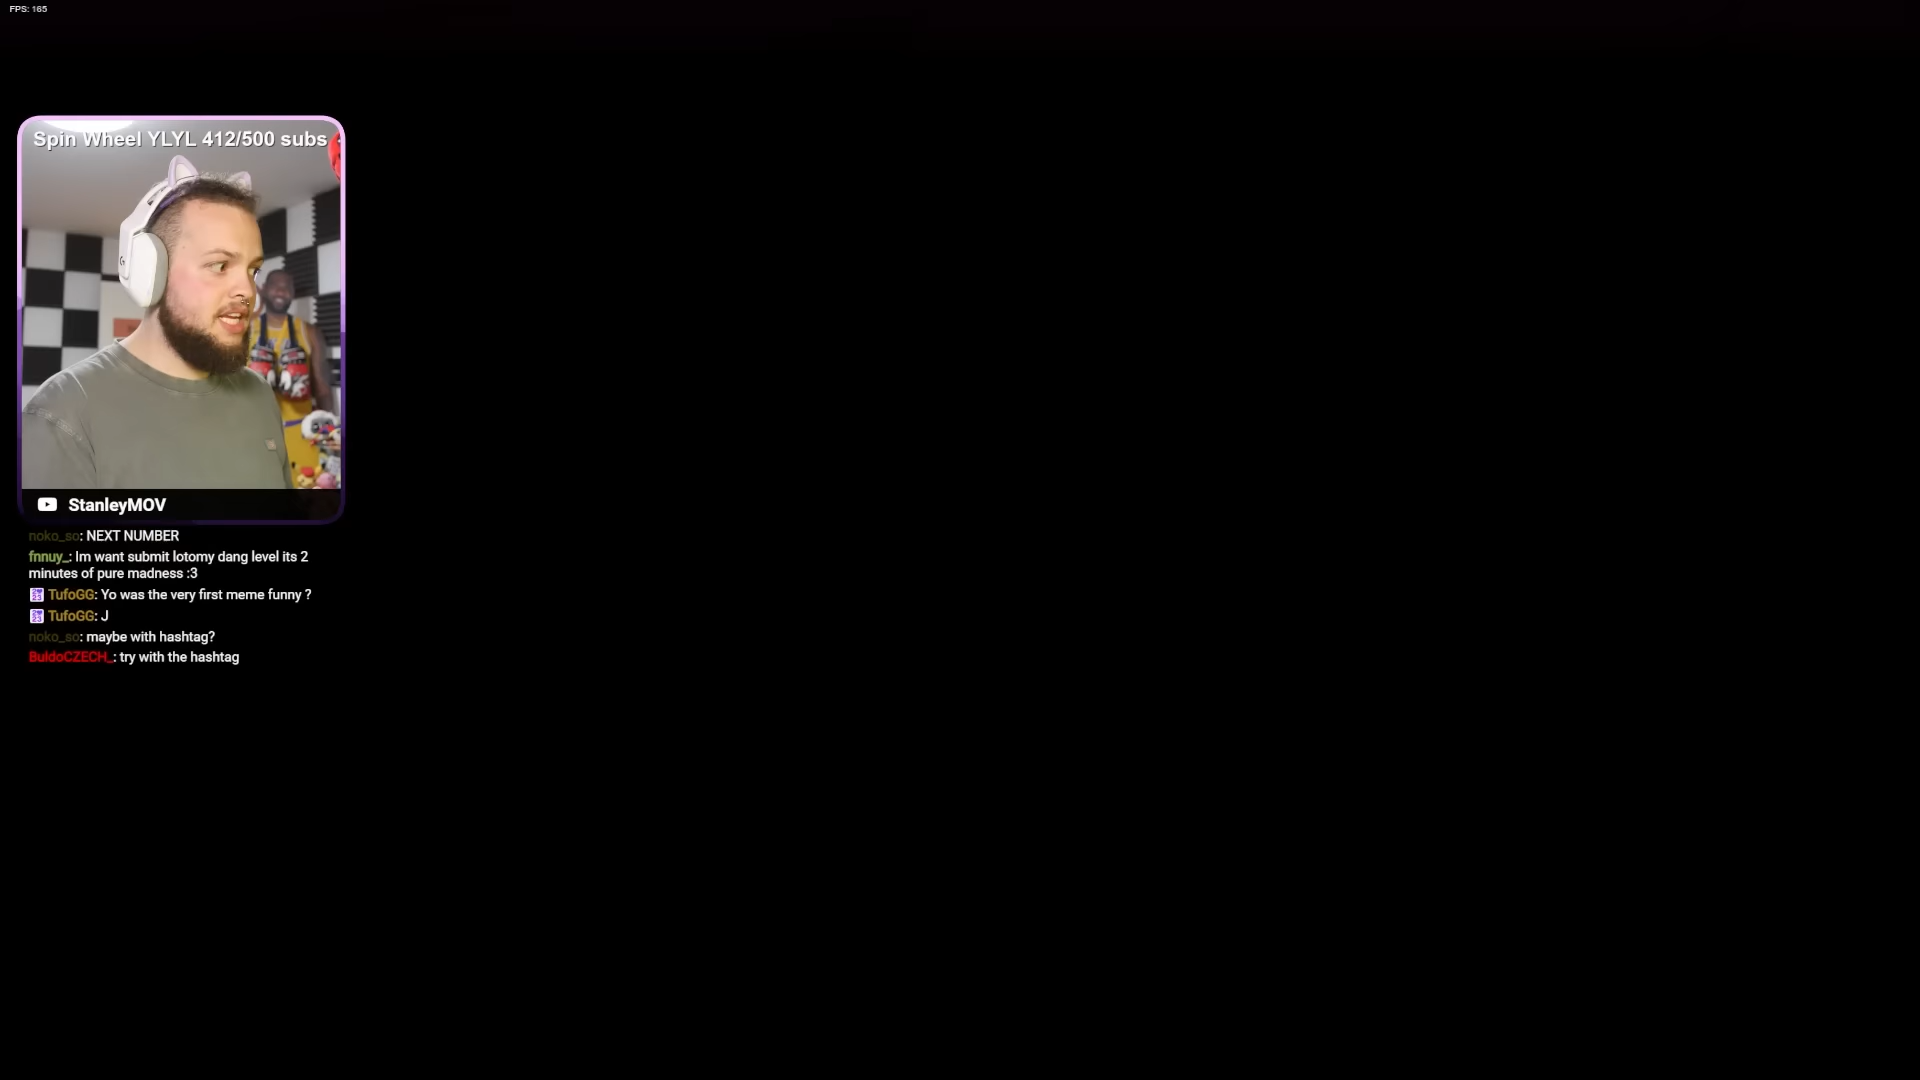 FPS: 165
Spin Wheel YLYL 412/500 subs
StanleyMOV
noko_so: NEXT NUMBER
fnnuy_: Im want submit lotomy dang level its 2
minutes of pure madness :3
TufoGG: Yo was the very first meme funny ?
TufoGG: J
noko_so: maybe with hashtag?
BuldoCZECH_: try with the hashtag